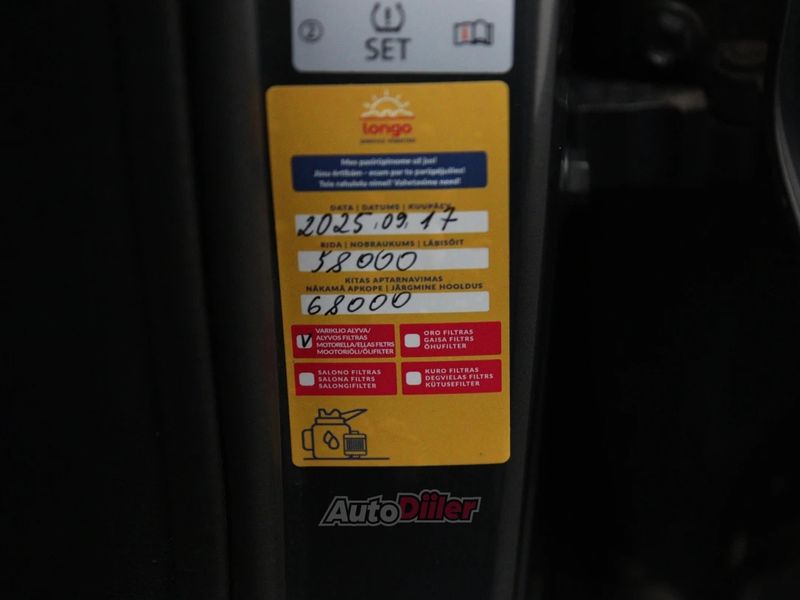 ②
SET
longo
Mes pasirūpinome už jus!
Jūsu ērtībām - esam par to parūpējušies!
Teie rahulolu nimel! Vahetasime need!
DATA | DATUMS | KUUPÄEV
2025.09.17
RIDA | NOBRAUKUMS | LÄBISÕIT
58000
KITAS APTARNAVIMAS
NĀKAMĀ APKOPE | JÄRGMINE HOOLDUS
68000
V
VARIKLIO ALYVA/
ALYVOS FILTRAS
MOTOREĻĻA/EĻĻAS FILTRS
MOOTORIÕLI/ÕLIFILTER
ORO FILTRAS
GAISA FILTRS
ÕHUFILTER
SALONO FILTRAS
SALONA FILTRS
SALONGIFILTER
KURO FILTRAS
DEGVIELAS FILTRS
KÜTUSEFILTER
AutoDiiler